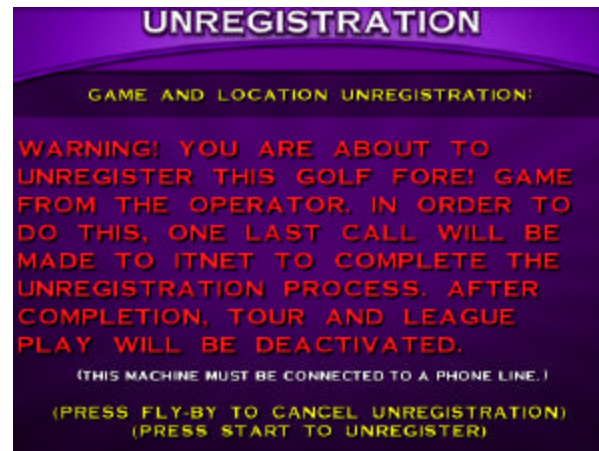 UNREGISTRATION
GAME AND LOCATION UNREGISTRATION:
WARNING! YOU ARE ABOUT TO
UNREGISTER THIS GOLF FORE! GAME
FROM THE OPERATOR. IN ORDER TO
DO THIS, ONE LAST CALL WILL BE
MADE TO ITNET TO COMPLETE THE
UNREGISTRATION PROCESS. AFTER
COMPLETION, TOUR AND LEAGUE
PLAY WILL BE DEACTIVATED.
(THIS MACHINE MUST BE CONNECTED TO A PHONE LINE.)
(PRESS FLY-BY TO CANCEL UNREGISTRATION)
(PRESS START TO UNREGISTER)